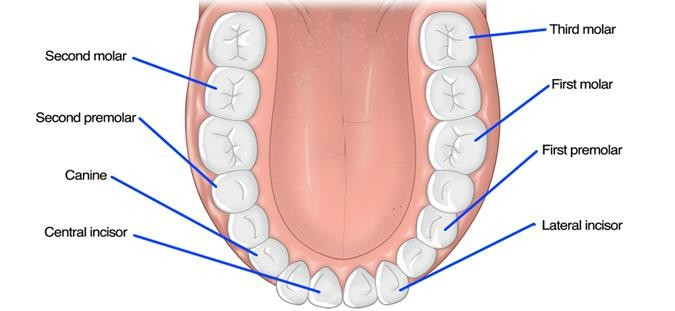 Third molar
Second molar
First molar
Second premolar
First premolar
Canine
Lateral incisor
Central incisor